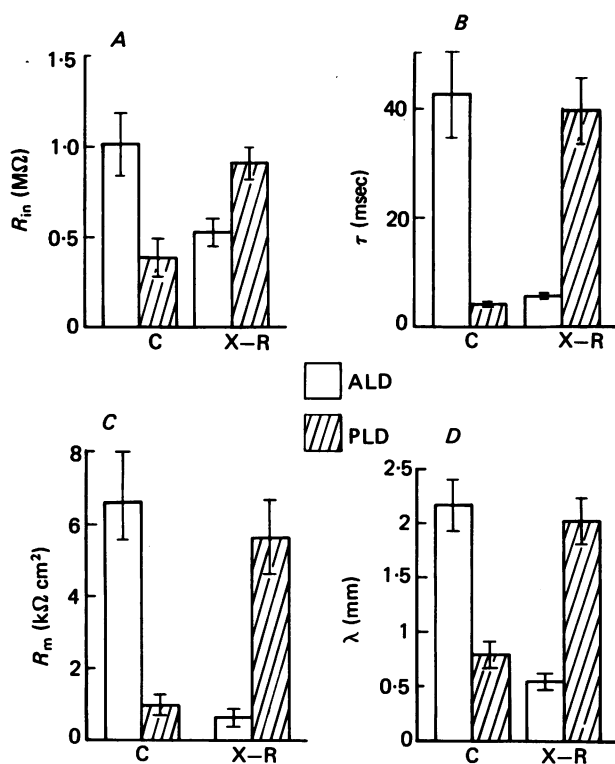 A
1·5
1·0
0·5
0
R_in (MΩ)
C
X–R
B
40
20
0
τ (msec)
C
X–R
ALD
PLD
C
8
6
4
2
0
R_m (kΩ cm²)
C
X–R
D
2·5
2
1·5
1
0·5
0
λ (mm)
C
X–R